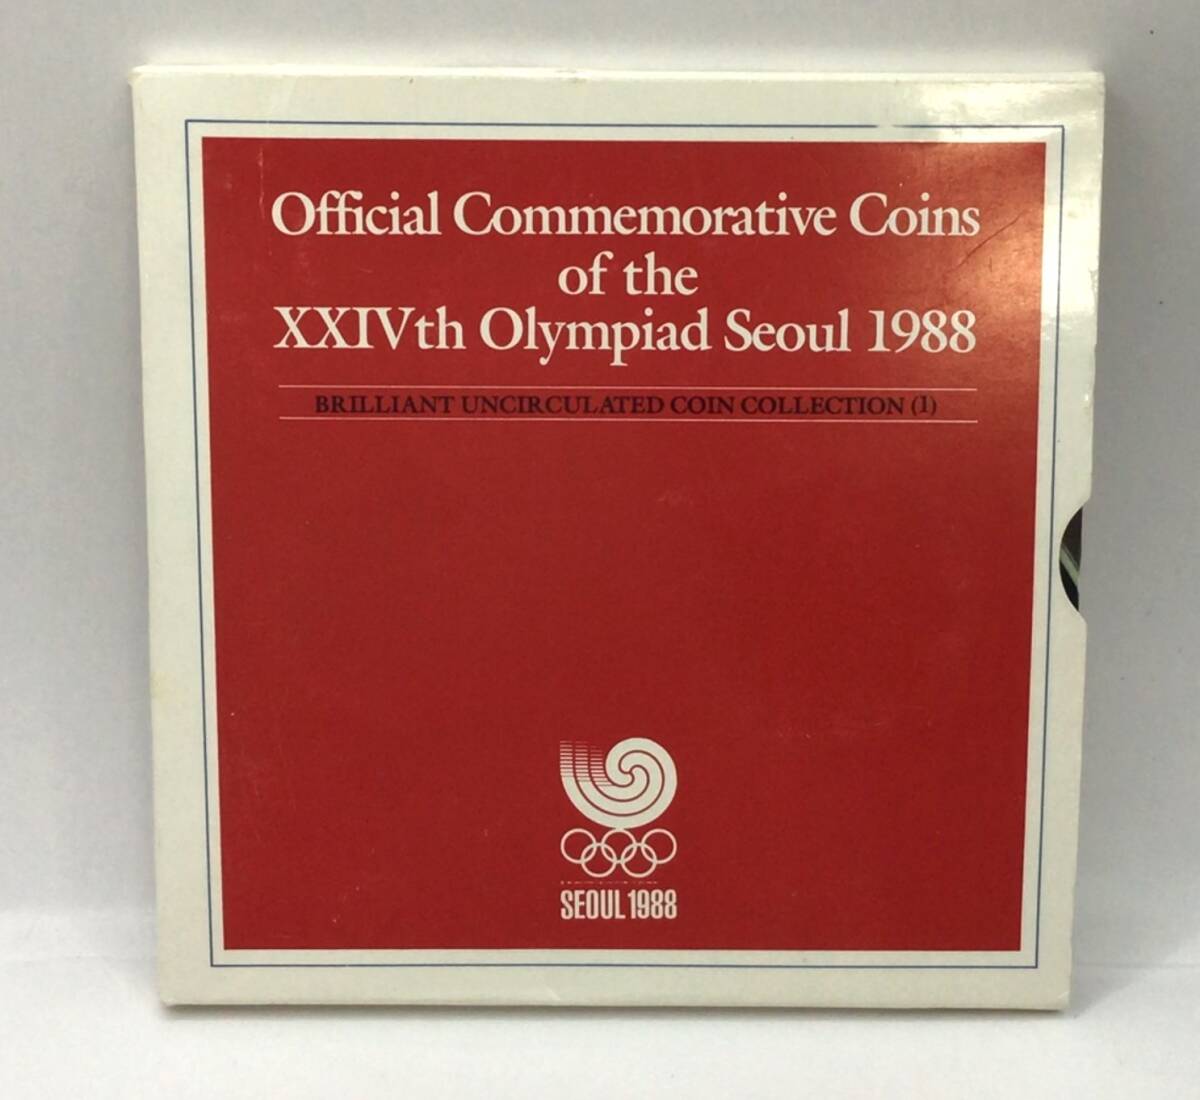 Official Commemorative Coins
of the
XXIVth Olympiad Seoul 1988
BRILLIANT UNCIRCULATED COIN COLLECTION (1)
SEOUL 1988